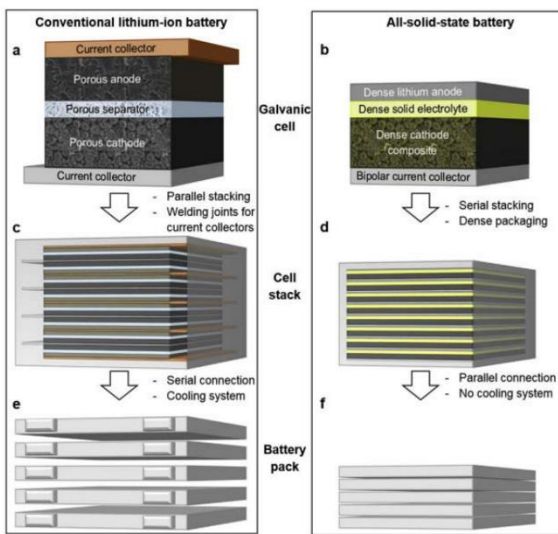 Conventional lithium-ion battery
a
Current collector
Porous anode
Porous separator
Porous cathode
Current collector
- Parallel stacking
- Welding joints for
current collectors
c
- Serial connection
- Cooling system
e
Galvanic
cell
Cell
stack
Battery
pack
All-solid-state battery
b
Dense lithium anode
Dense solid electrolyte
Dense cathode
composite
Bipolar current collector
- Serial stacking
- Dense packaging
d
- Parallel connection
- No cooling system
f